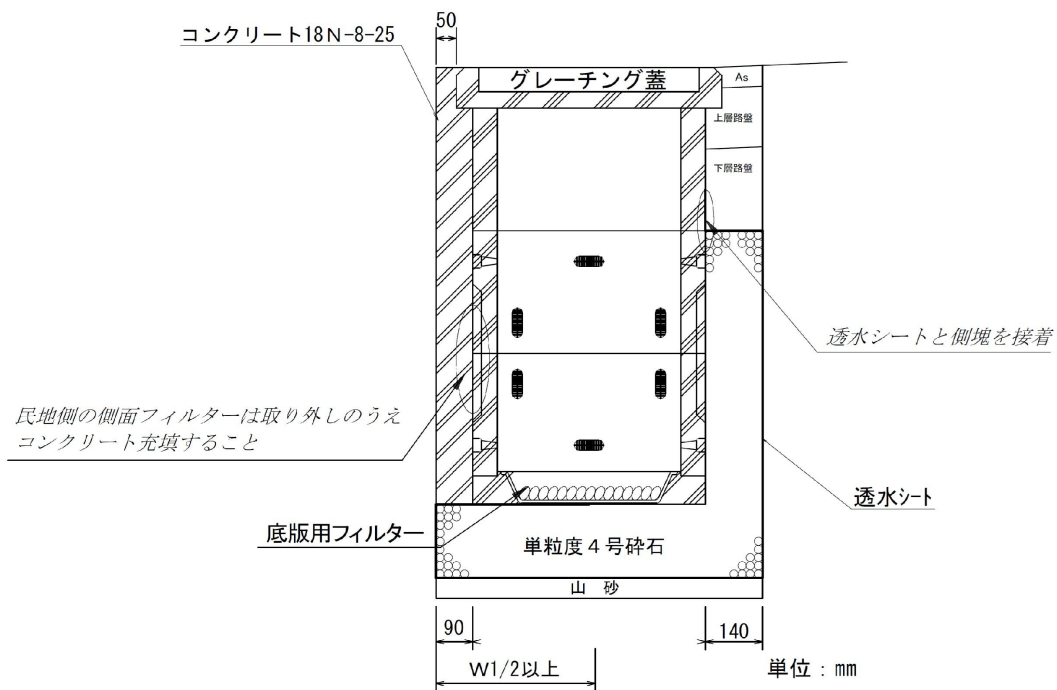 50
コンクリート18N-8-25
グレーチング蓋
As
上層路盤
下層路盤
透水シートと側塊を接着
民地側の側面フィルターは取り外しのうえ
コンクリート充填すること
透水シート
底版用フィルター
単粒度4号砕石
山 砂
90
140
W1/2以上
単位：mm